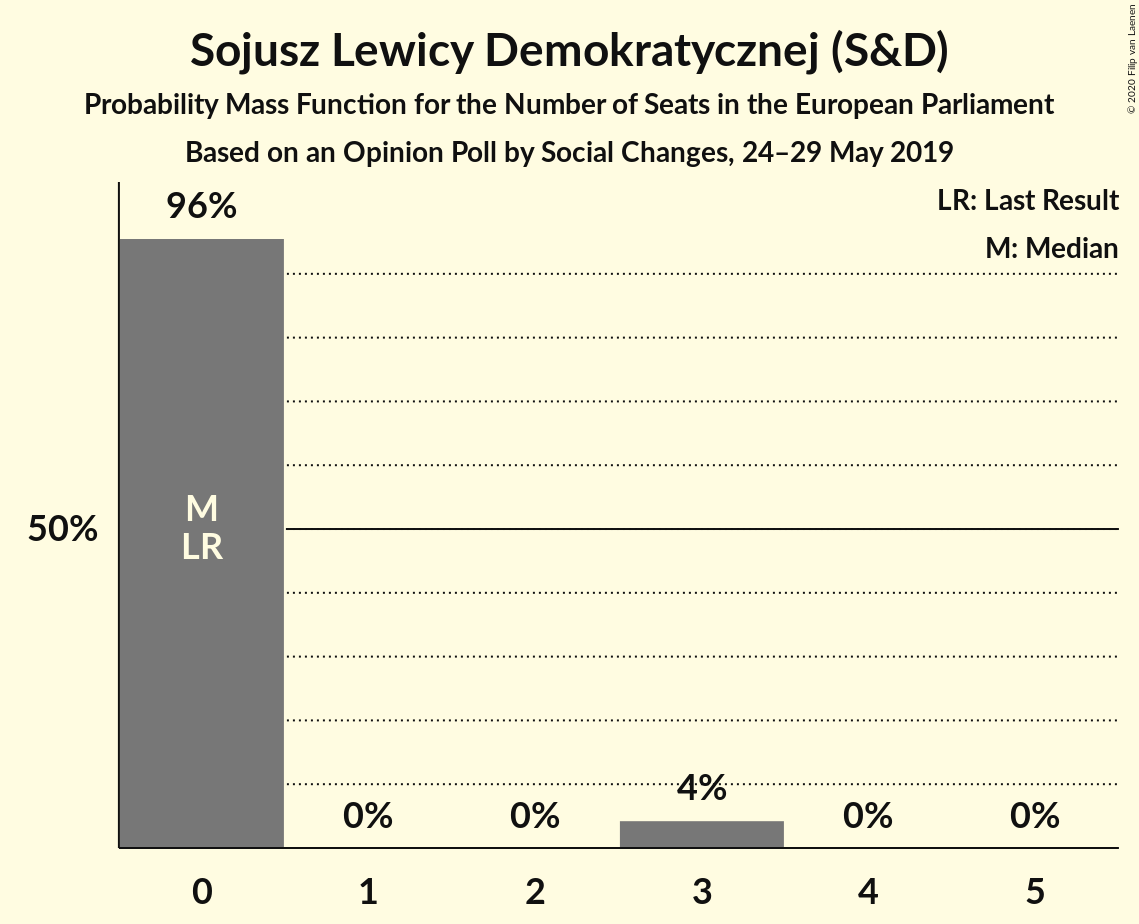 Sojusz Lewicy Demokratycznej (S&D)
Probability Mass Function for the Number of Seats in the European Parliament
Based on an Opinion Poll by Social Changes, 24–29 May 2019
© 2020 Filip van Laenen
LR: Last Result
M: Median
96%
M
LR
50%
4%
0%
0%
0%
0%
0
1
2
3
4
5